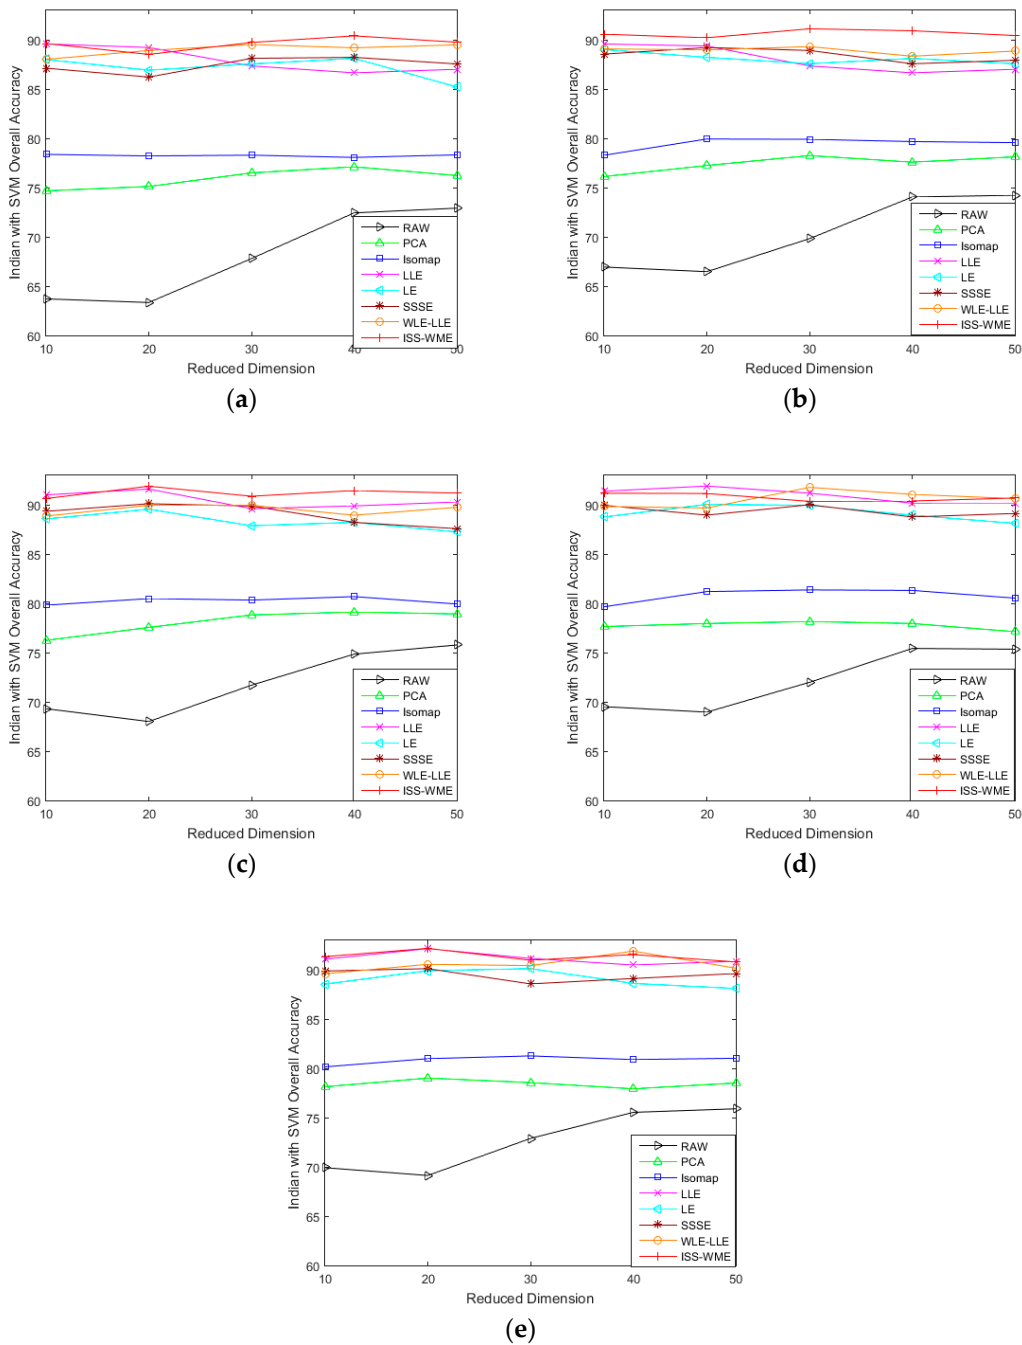 Indian with SVM Overall Accuracy
90
85
80
75
70
65
60
10 20 30 40 50
Reduced Dimension
RAW
PCA
Isomap
LLE
LE
SSSE
WLE-LLE
ISS-WME
(a)
Indian with SVM Overall Accuracy
90
85
80
75
70
65
60
10 20 30 40 50
Reduced Dimension
RAW
PCA
Isomap
LLE
LE
SSSE
WLE-LLE
ISS-WME
(b)
Indian with SVM Overall Accuracy
90
85
80
75
70
65
60
10 20 30 40 50
Reduced Dimension
RAW
PCA
Isomap
LLE
LE
SSSE
WLE-LLE
ISS-WME
(c)
Indian with SVM Overall Accuracy
90
85
80
75
70
65
60
10 20 30 40 50
Reduced Dimension
RAW
PCA
Isomap
LLE
LE
SSSE
WLE-LLE
ISS-WME
(d)
Indian with SVM Overall Accuracy
90
85
80
75
70
65
60
10 20 30 40 50
Reduced Dimension
RAW
PCA
Isomap
LLE
LE
SSSE
WLE-LLE
ISS-WME
(e)